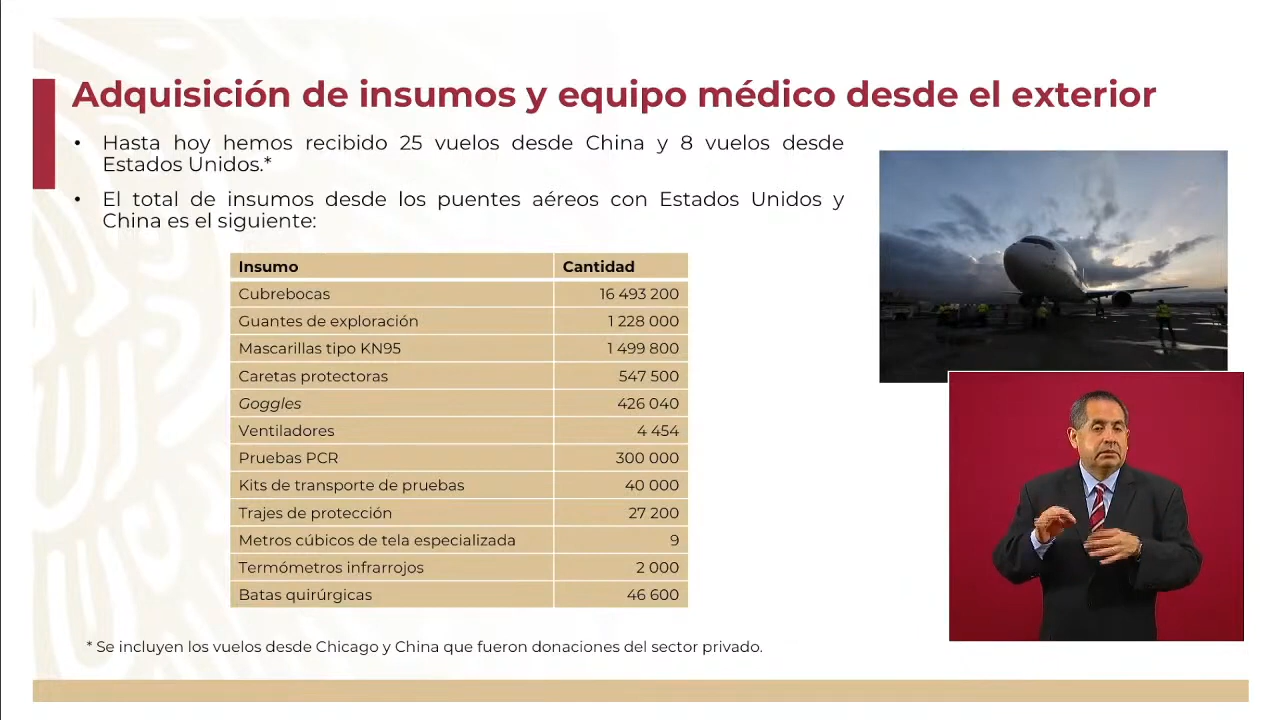 Adquisición de insumos y equipo médico desde el exterior
• Hasta hoy hemos recibido 25 vuelos desde China y 8 vuelos desde
Estados Unidos.*
• El total de insumos desde los puentes aéreos con Estados Unidos y
China es el siguiente:
Insumo Cantidad
Cubrebocas 16 493 200
Guantes de exploración 1 228 000
Mascarillas tipo KN95 1 499 800
Caretas protectoras 547 500
Goggles 426 040
Ventiladores 4 454
Pruebas PCR 300 000
Kits de transporte de pruebas 40 000
Trajes de protección 27 200
Metros cúbicos de tela especializada 9
Termómetros infrarrojos 2 000
Batas quirúrgicas 46 600
* Se incluyen los vuelos desde Chicago y China que fueron donaciones del sector privado.